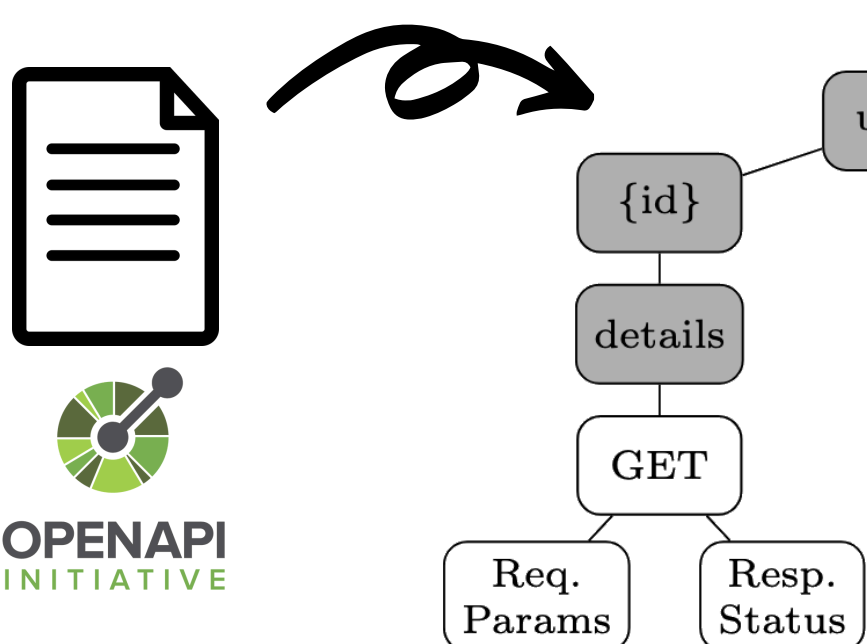 {id}
details
GET
Req.
Params
Resp.
Status
OPENAPI
INITIATIVE